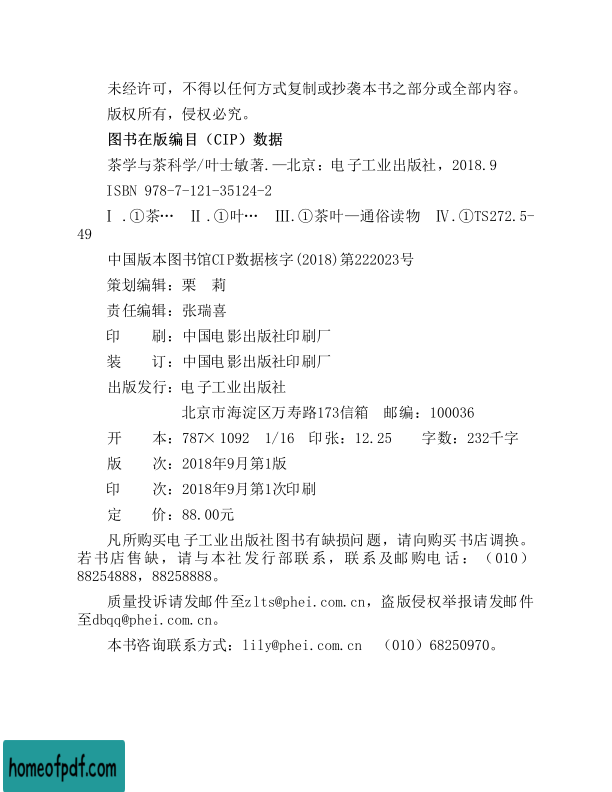 未经许可，不得以任何方式复制或抄袭本书之部分或全部内容。
版权所有，侵权必究。
图书在版编目（CIP）数据
茶学与茶科学/叶士敏著.—北京：电子工业出版社，2018.9
ISBN 978-7-121-35124-2
Ⅰ.①茶… Ⅱ.①叶… Ⅲ.①茶叶—通俗读物 Ⅳ.①TS272.5-
49
中国版本图书馆CIP数据核字(2018)第222023号
策划编辑：栗　莉
责任编辑：张瑞喜
印　　刷：中国电影出版社印刷厂
装　　订：中国电影出版社印刷厂
出版发行：电子工业出版社
北京市海淀区万寿路173信箱　邮编：100036
开　　本：787×1092　1/16　印张：12.25　　字数：232千字
版　　次：2018年9月第1版
印　　次：2018年9月第1次印刷
定　　价：88.00元
凡所购买电子工业出版社图书有缺损问题，请向购买书店调换。
若书店售缺，请与本社发行部联系，联系及邮购电话：（010）
88254888，88258888。
质量投诉请发邮件至zlts@phei.com.cn，盗版侵权举报请发邮件
至dbqq@phei.com.cn。
本书咨询联系方式：lily@phei.com.cn　（010）68250970。
homeofpdf.com